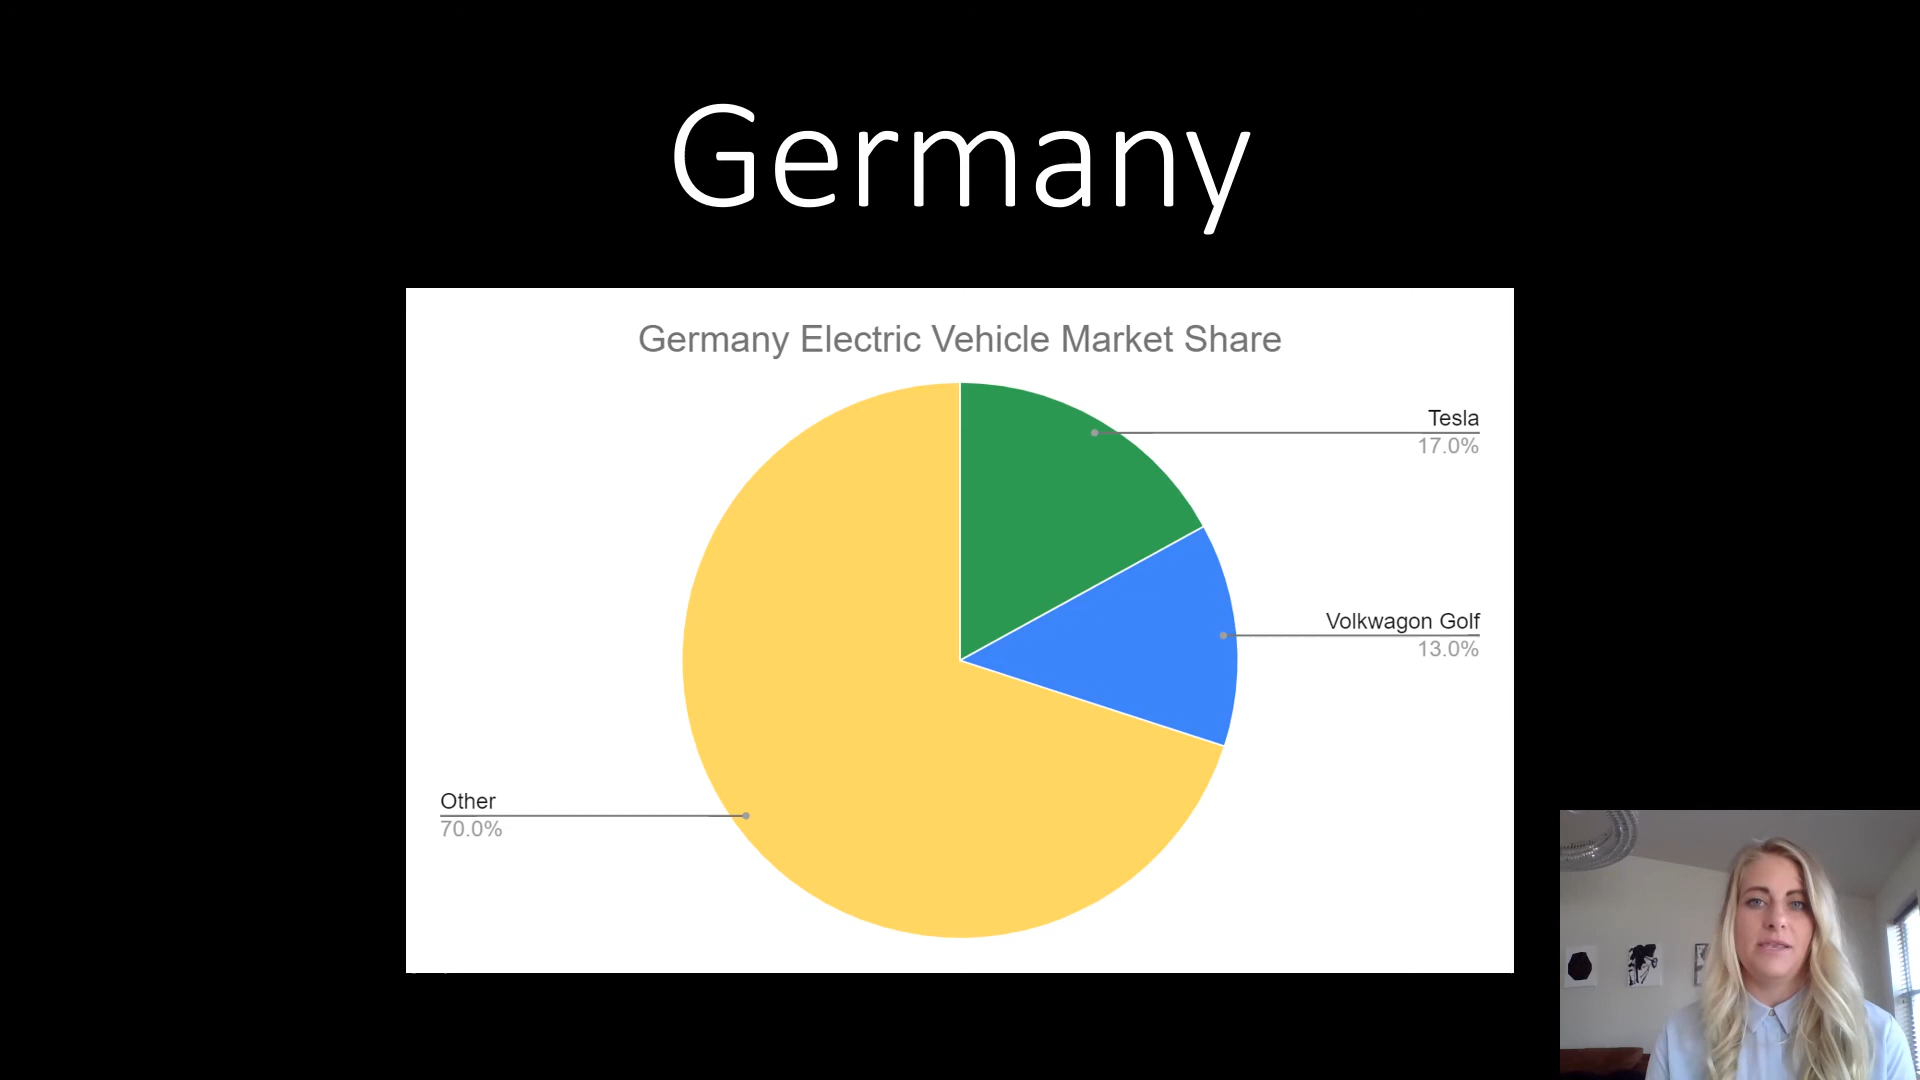 Germany
Germany Electric Vehicle Market Share
Tesla
17.0%
Volkwagon Golf
13.0%
Other
70.0%